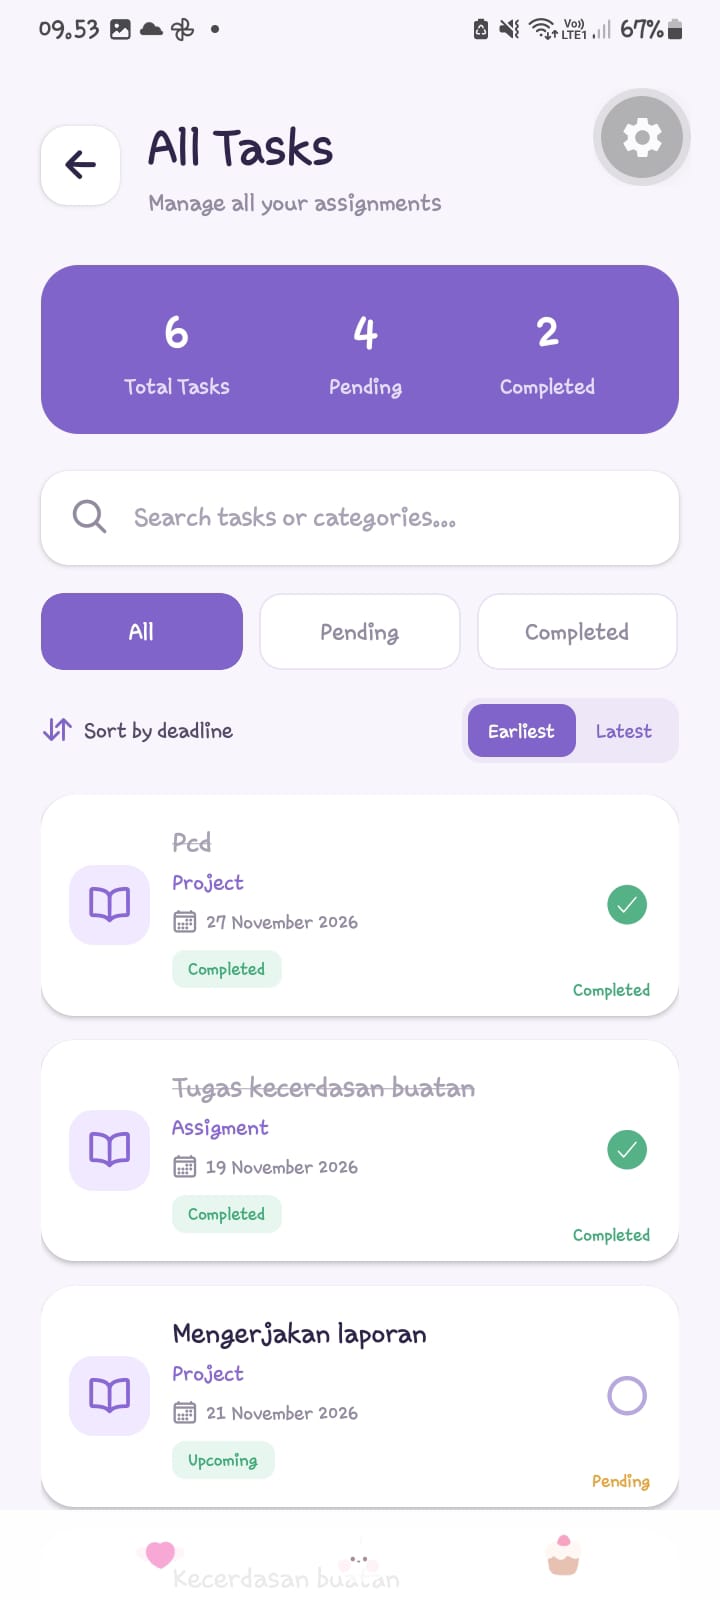 09.53
Vo))
LTE1
67%
All Tasks
Manage all your assignments
6
4
2
Total Tasks
Pending
Completed
Search tasks or categories...
All
Pending
Completed
Sort by deadline
Earliest
Latest
Pcd
Project
27 November 2026
Completed
Completed
Tugas kecerdasan buatan
Assigment
19 November 2026
Completed
Completed
Mengerjakan laporan
Project
21 November 2026
Upcoming
Pending
Kecerdasan buatan